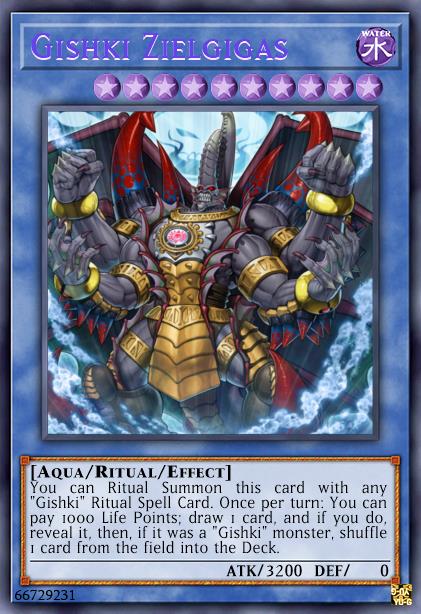 Gishki Zielgigas
WATER
水
[Aqua/Ritual/Effect]
You can Ritual Summon this card with any
"Gishki" Ritual Spell Card. Once per turn: You can
pay 1000 Life Points; draw 1 card, and if you do,
reveal it, then, if it was a "Gishki" monster, shuffle
1 card from the field into the Deck.
ATK/3200 DEF/ 0
66729231